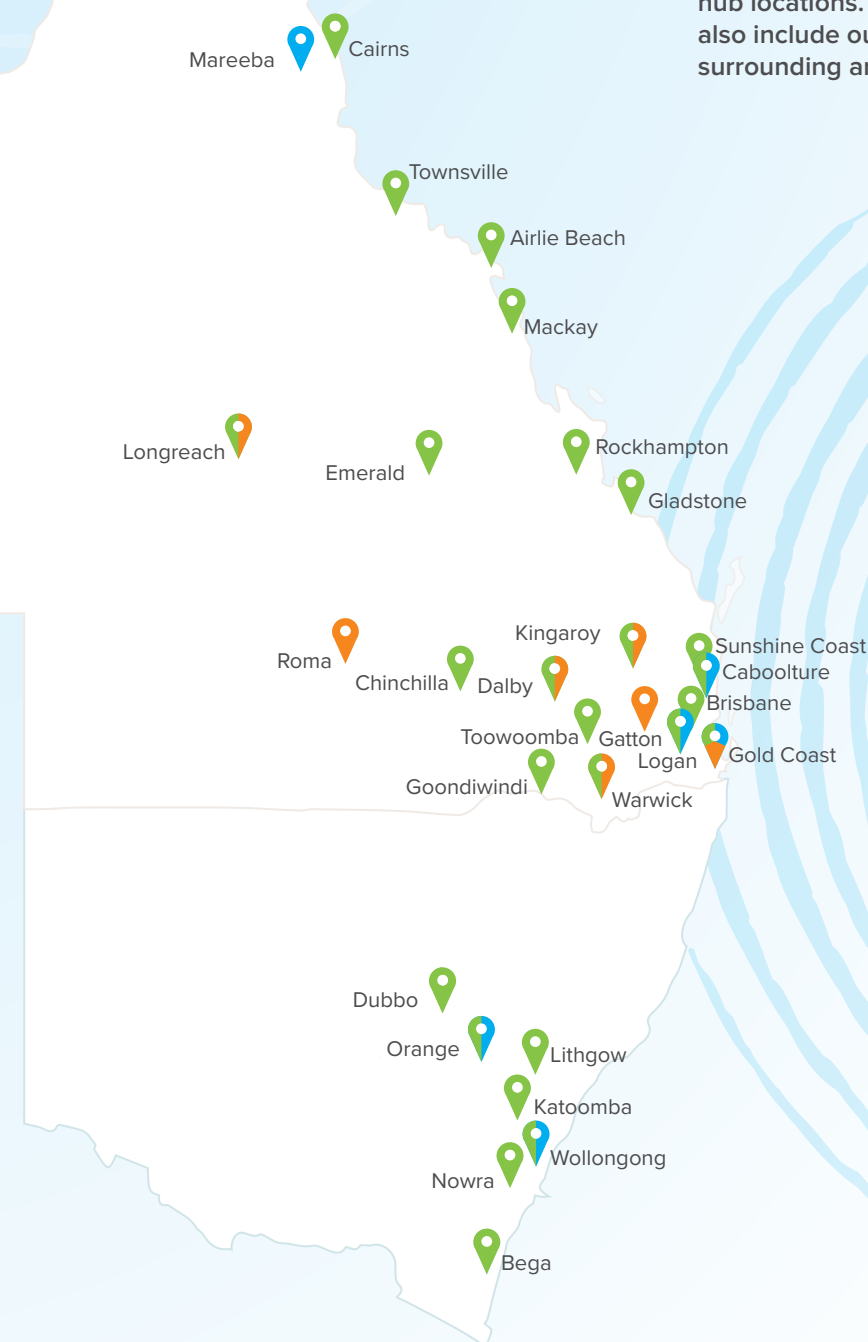 hub locations.
also include ou
surrounding ar
Cairns
Mareeba
Townsville
Airlie Beach
Mackay
Longreach
Rockhampton
Emerald
Gladstone
Kingaroy
Sunshine Coast
Roma
Caboolture
Chinchilla
Dalby
Brisbane
Toowoomba
Gatton
Gold Coast
Logan
Goondiwindi
Warwick
Dubbo
Orange
Lithgow
Katoomba
Wollongong
Nowra
Bega